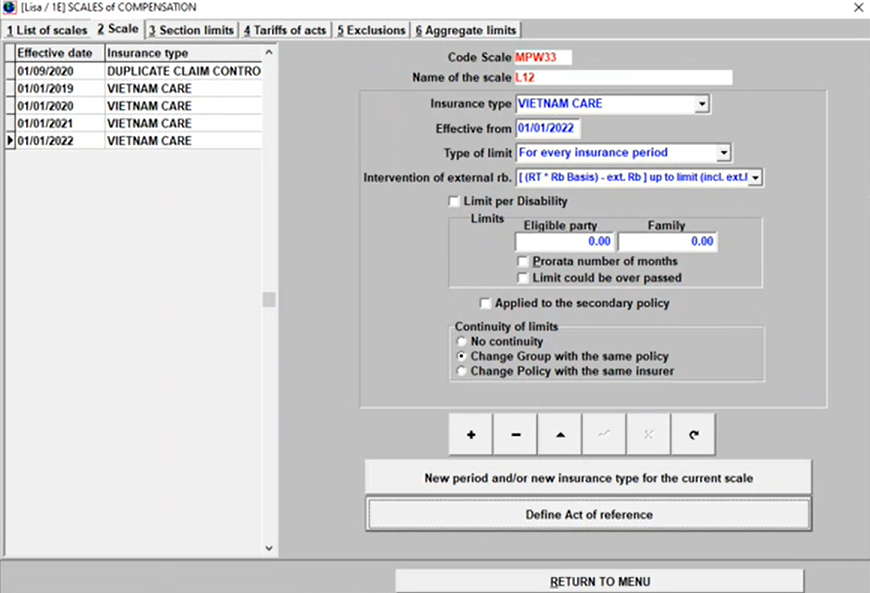 [Lisa / 1E] SCALES of COMPENSATION
1 List of scales 2 Scale 3 Section limits 4 Tariffs of acts 5 Exclusions 6 Aggregate limits
Effective date Insurance type
01/09/2020 DUPLICATE CLAIM CONTRO
01/01/2019 VIETNAM CARE
01/01/2020 VIETNAM CARE
01/01/2021 VIETNAM CARE
01/01/2022 VIETNAM CARE
Code Scale MPW33
Name of the scale L12
Insurance type VIETNAM CARE
Effective from 01/01/2022
Type of limit For every insurance period
Intervention of external rb. [ (RT * Rb Basis) - ext. Rb ] up to limit (incl. ext.
Limit per Disability
Limits
Eligible party Family
0.00 0.00
Prorata number of months
Limit could be over passed
Applied to the secondary policy
Continuity of limits
No continuity
Change Group with the same policy
Change Policy with the same insurer
New period and/or new insurance type for the current scale
Define Act of reference
RETURN TO MENU